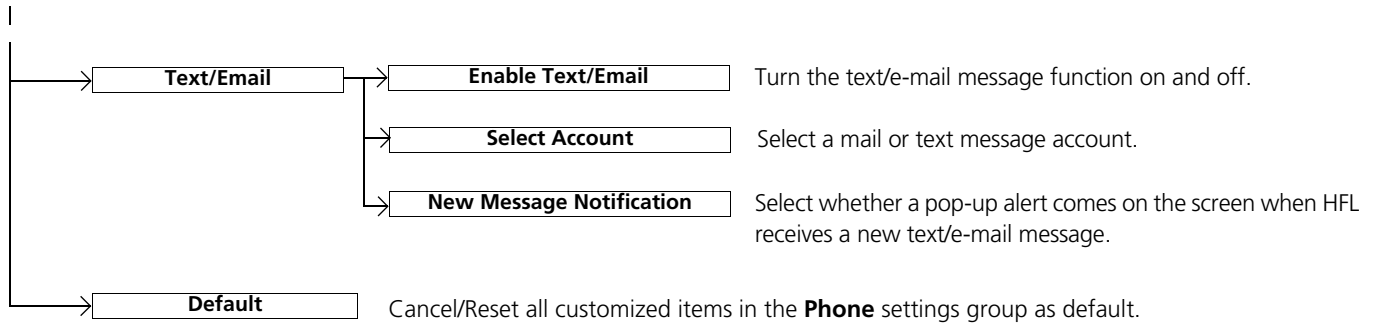 Text/Email
Enable Text/Email
Turn the text/e-mail message function on and off.
Select Account
Select a mail or text message account.
New Message Notification
Select whether a pop-up alert comes on the screen when HFL
receives a new text/e-mail message.
Default
Cancel/Reset all customized items in the Phone settings group as default.